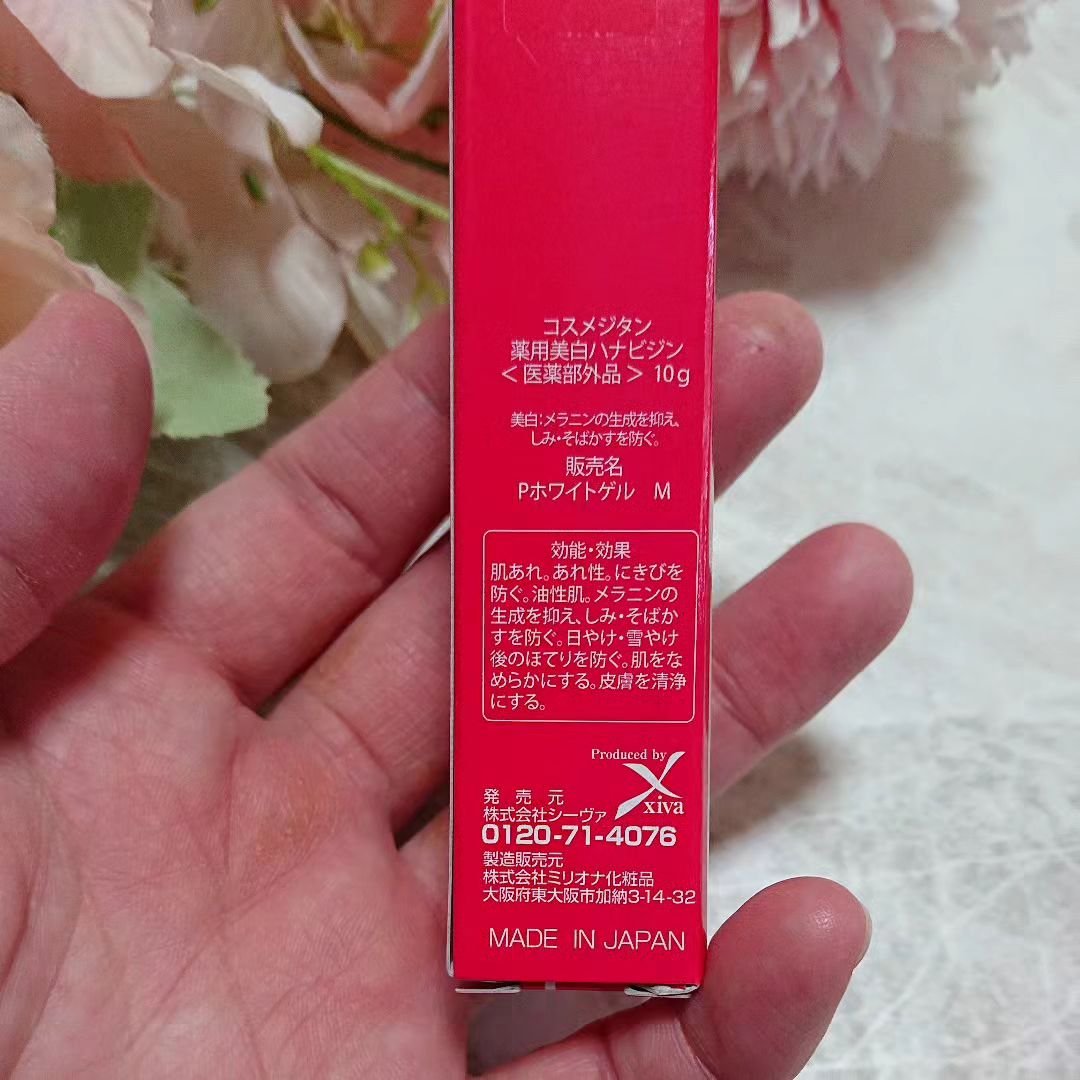 コスメジタン
薬用美白ハナビジン
＜医薬部外品＞ 10g
美白:メラニンの生成を抑え、
しみ・そばかすを防ぐ。
販売名
Pホワイトゲル M
効能・効果
肌あれ。あれ性。にきびを
防ぐ。油性肌。メラニンの
生成を抑え、しみ・そばか
すを防ぐ。日やけ・雪やけ
後のほてりを防ぐ。肌をな
めらかにする。皮膚を清浄
にする。
Produced by
xiva
発売元
株式会社シーヴァ
0120-71-4076
製造販売元
株式会社ミリオナ化粧品
大阪府東大阪市加納3-14-32
MADE IN JAPAN